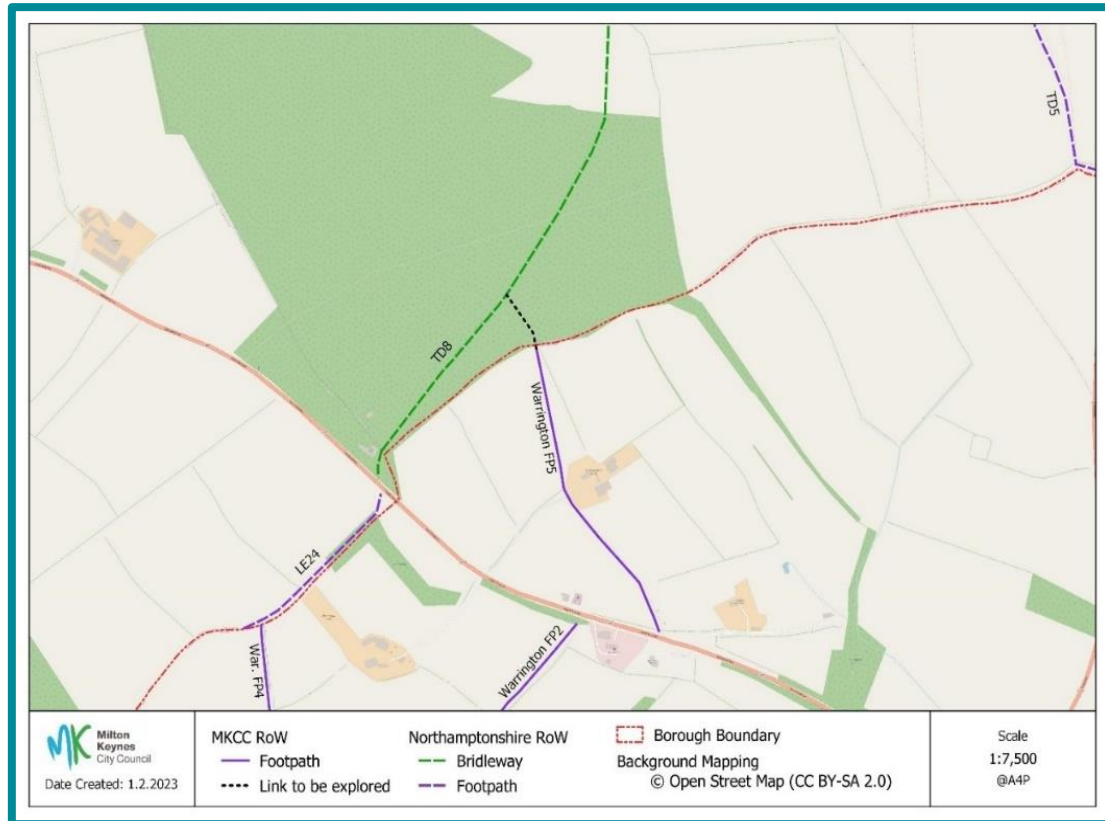 TD5
TD8
Warrington FP5
LE24
War. FP4
Warrington FP2
Milton
Keynes
City Council
Date Created: 1.2.2023
MKCC RoW
Footpath
Link to be explored
Northamptonshire RoW
Bridleway
Footpath
Borough Boundary
Background Mapping
© Open Street Map (CC BY-SA 2.0)
Scale
1:7,500
@A4P